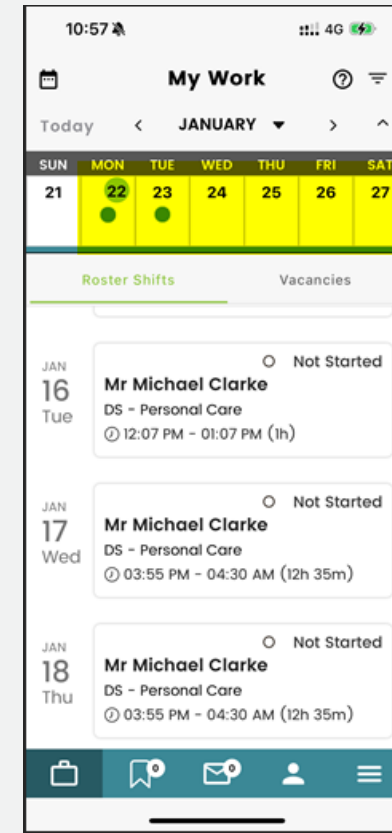 10:57 4G
My Work
Today < JANUARY >
SUN MON TUE WED THU FRI SAT
21 22 23 24 25 26 27
Roster Shifts Vacancies
Not Started
JAN
16
Tue
Mr Michael Clarke
DS - Personal Care
12:07 PM - 01:07 PM (1h)
Not Started
JAN
17
Wed
Mr Michael Clarke
DS - Personal Care
03:55 PM - 04:30 AM (12h 35m)
Not Started
JAN
18
Thu
Mr Michael Clarke
DS - Personal Care
03:55 PM - 04:30 AM (12h 35m)
0 0